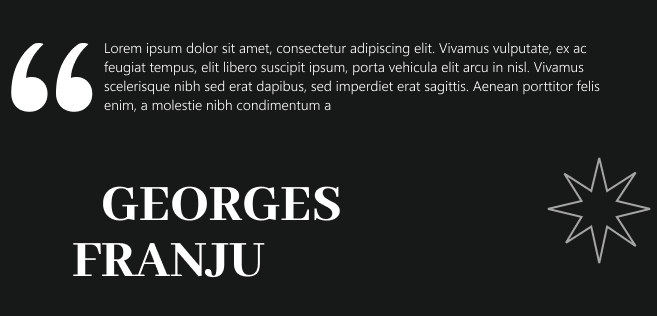 “ Lorem ipsum dolor sit amet, consectetur adipiscing elit. Vivamus vulputate, ex ac
feugiat tempus, elit libero suscipit ipsum, porta vehicula elit arcu in nisl. Vivamus
scelerisque nibh sed erat dapibus, sed imperdiet erat sagittis. Aenean porttitor felis
enim, a molestie nibh condimentum a
GEORGES
FRANJU